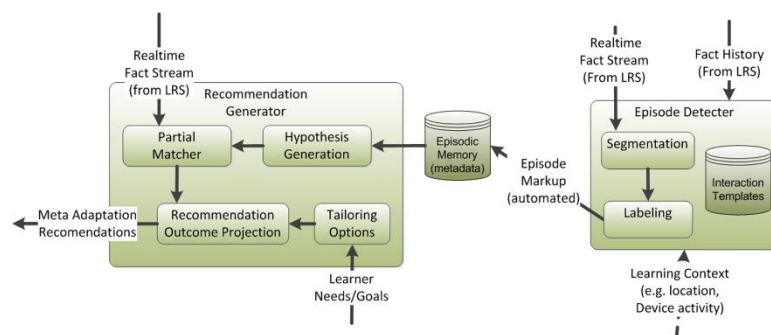 Realtime
Fact Stream
(from LRS)
Recommendation
Generator
Partial
Matcher
Hypothesis
Generation
Episodic
Memory
(metadata)
Meta Adaptation
Recomendations
Recommendation
Outcome Projection
Tailoring
Options
Learner
Needs/Goals
Episode
Markup
(automated)
Realtime
Fact Stream
(From LRS)
Fact History
(From LRS)
Episode Detecter
Segmentation
Interaction
Templates
Labeling
Learning Context
(e.g. location,
Device activity)